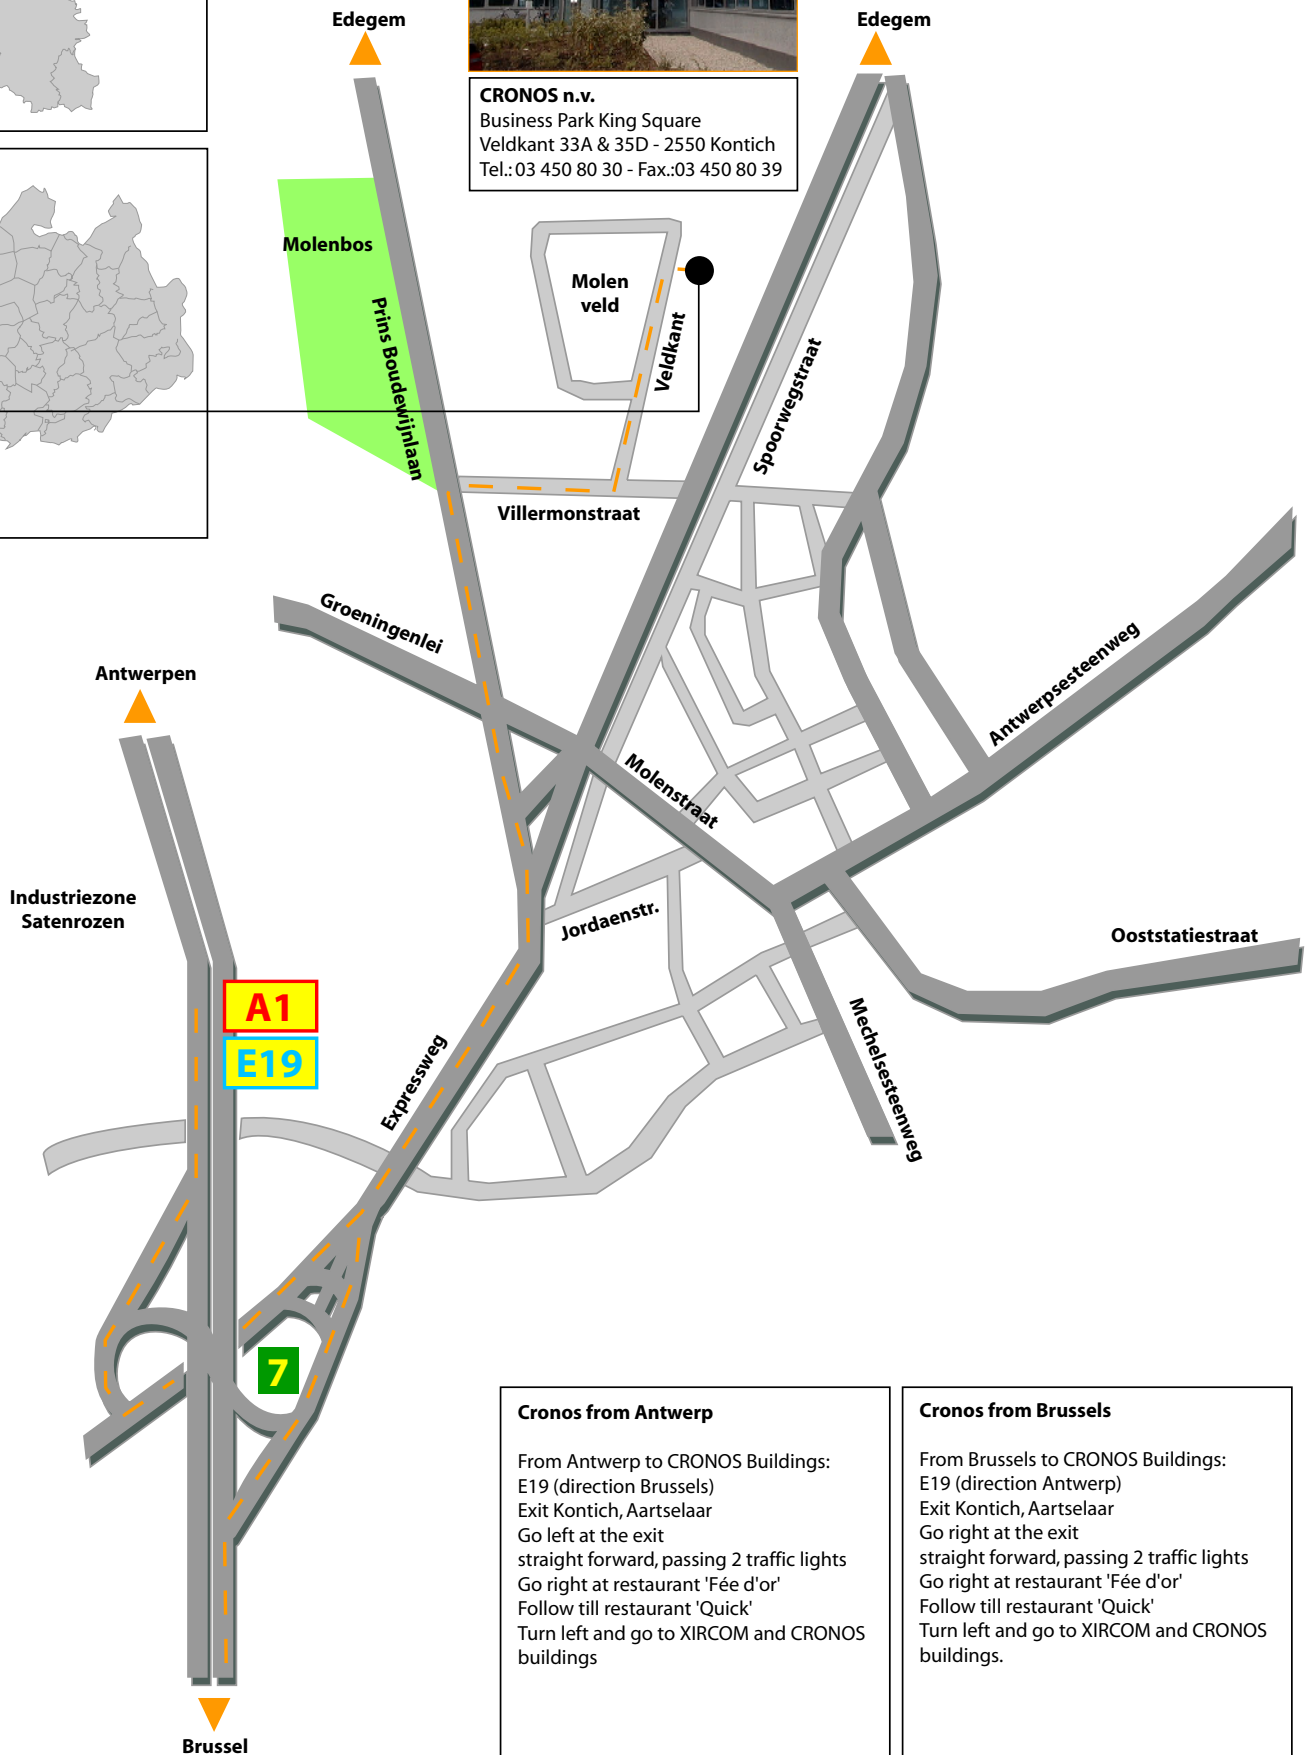 Edegem
Edegem
CRONOS n.v.
Business Park King Square
Veldkant 33A & 35D - 2550 Kontich
Tel.: 03 450 80 30 - Fax.:03 450 80 39
Molenbos
Molen
veld
Prins Boudewijnlaan
Veldkant
Spoorwegstraat
Villermonstraat
Groeningenlei
Antwerpen
Antwerpsesteenweg
Molenstraat
Industriezone
Satenrozen
Jordaenstr.
Ooststatiestraat
A1
E19
Expressweg
Mechelsesteenweg
7
Cronos from Antwerp
From Antwerp to CRONOS Buildings:
E19 (direction Brussels)
Exit Kontich, Aartselaar
Go left at the exit
straight forward, passing 2 traffic lights
Go right at restaurant 'Fée d'or'
Follow till restaurant 'Quick'
Turn left and go to XIRCOM and CRONOS
buildings
Cronos from Brussels
From Brussels to CRONOS Buildings:
E19 (direction Antwerp)
Exit Kontich, Aartselaar
Go right at the exit
straight forward, passing 2 traffic lights
Go right at restaurant 'Fée d'or'
Follow till restaurant 'Quick'
Turn left and go to XIRCOM and CRONOS
buildings.
Brussel